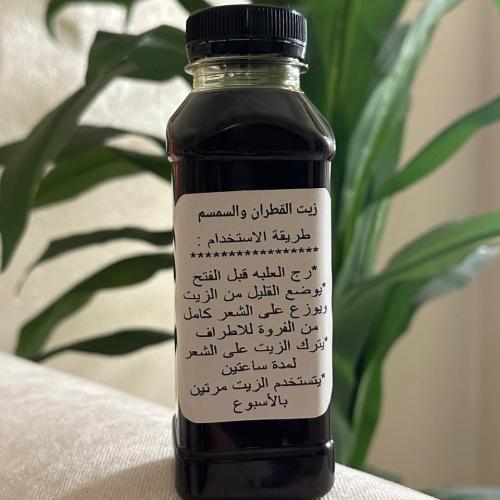 زيت القطران والسمسم
طريقة الاستخدام :
*****************
*رج العلبه قبل الفتح
*يوضع القليل من الزيت
ويوزع على الشعر كامل
من الفروة للاطراف
*يترك الزيت على الشعر
لمدة ساعتين
*يتستخدم الزيت مرتين
بالأسبوع